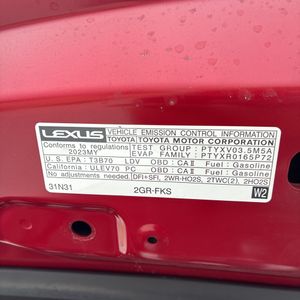 LEXUS VEHICLE EMISSION CONTROL INFORMATION
TOYOTA TOYOTA MOTOR CORPORATION
Conforms to regulations TEST GROUP : PTYXV03.5M5A
2023MY EVAP FAMILY : PTYXR0165P72
U.S. EPA : T3B70 LDV OBD : CA II Fuel : Gasoline
California : ULEV70 PC OBD : CA II Fuel : Gasoline
No adjustments needed. DFI+SFI, 2WR-HO2S, 2TWC(2), 2HO2S
31N31 2GR-FKS W2